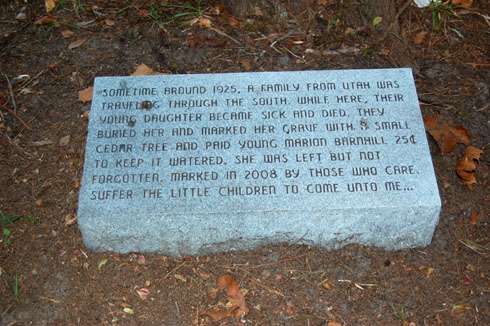 SOMETIME AROUND 1925, A FAMILY FROM UTAH WAS
TRAVELING THROUGH THE SOUTH. WHILE HERE, THEIR
YOUNG DAUGHTER BECAME SICK AND DIED. THEY
BURIED HER AND MARKED HER GRAVE WITH A SMALL
CEDAR TREE AND PAID YOUNG MARION BARNHILL 25¢
TO KEEP IT WATERED. SHE WAS LEFT BUT NOT
FORGOTTEN. MARKED IN 2008 BY THOSE WHO CARE.
SUFFER THE LITTLE CHILDREN TO COME UNTO ME...